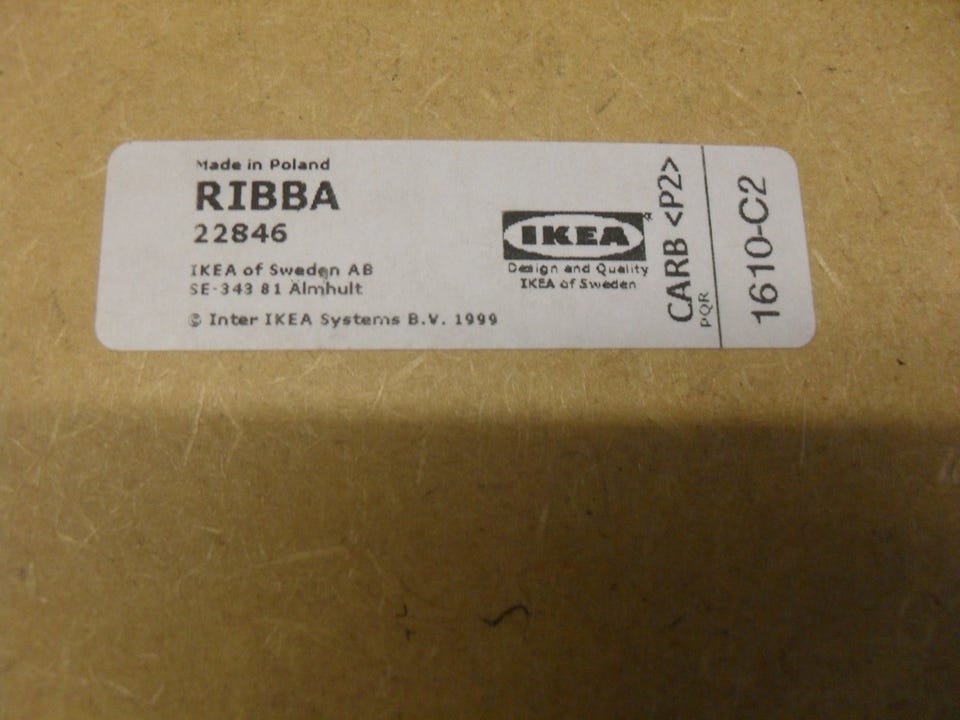 Made in Poland
RIBBA
22846
IKEA of Sweden AB
SE-343 81 Älmhult
© Inter IKEA Systems B.V. 1999
IKEA®
Design and Quality
IKEA of Sweden
CARB <P2>
PQR
1610-C2